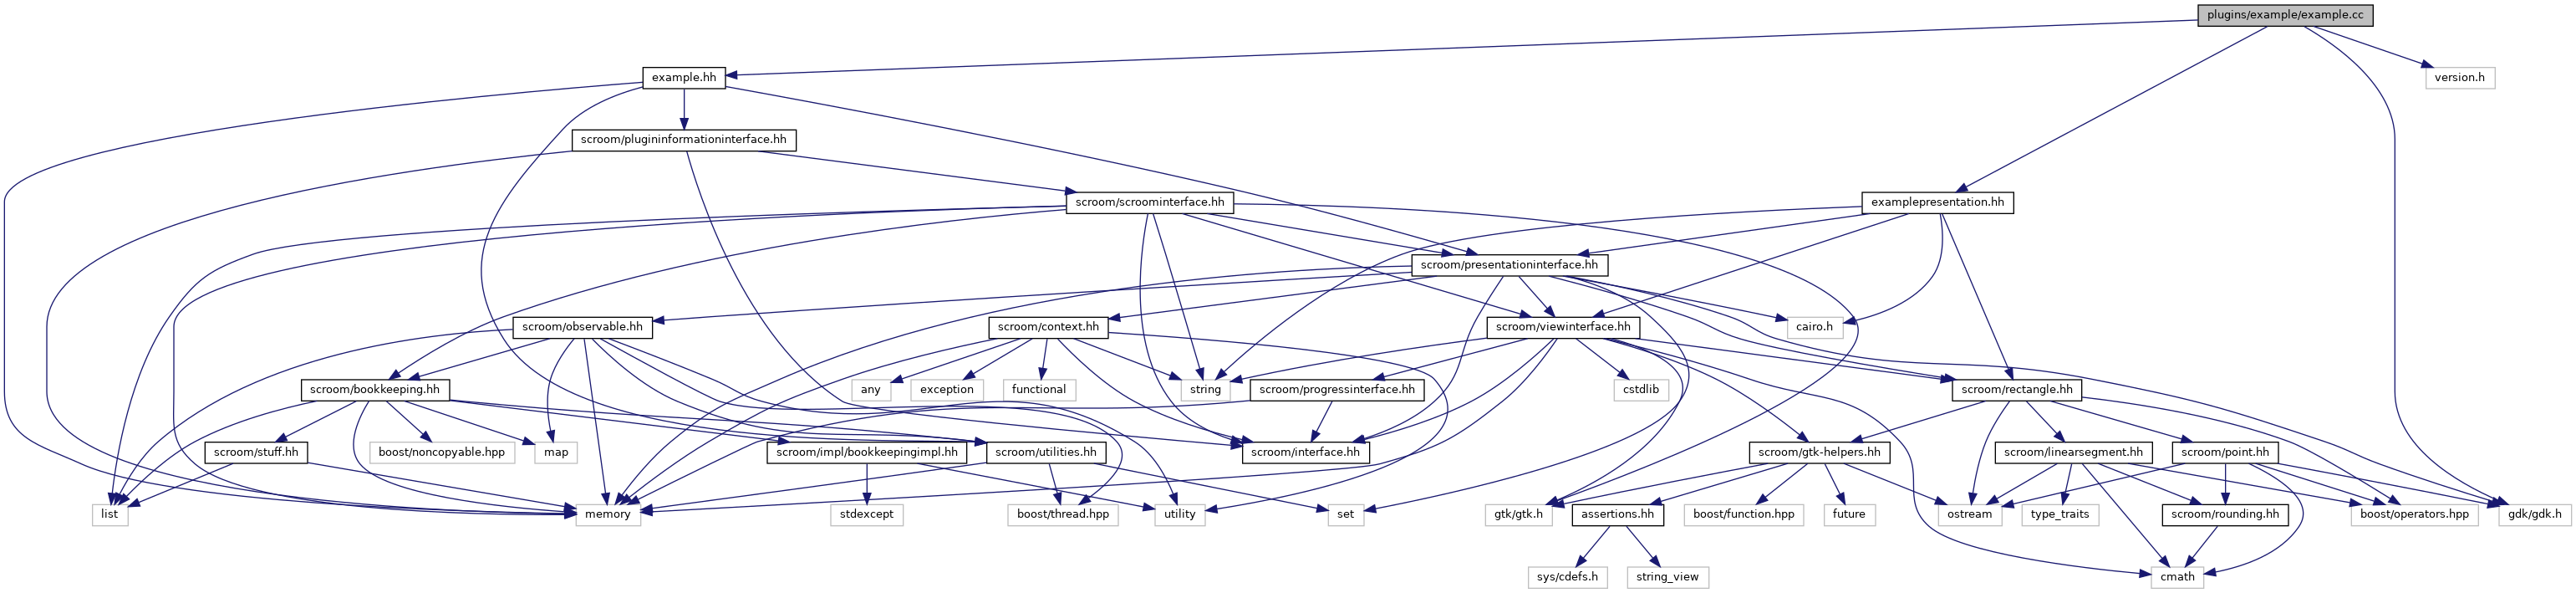 plugins/example/example.cc
example.hh
version.h
scroom/plugininformationinterface.hh
scroom/scroominterface.hh
examplepresentation.hh
scroom/presentationinterface.hh
scroom/observable.hh
scroom/context.hh
scroom/viewinterface.hh
cairo.h
scroom/bookkeeping.hh
any
exception
functional
string
scroom/progressinterface.hh
cstdlib
scroom/rectangle.hh
scroom/stuff.hh
boost/noncopyable.hpp
map
scroom/impl/bookkeepingimpl.hh
scroom/utilities.hh
scroom/interface.hh
scroom/gtk-helpers.hh
scroom/linearsegment.hh
scroom/point.hh
list
memory
stdexcept
boost/thread.hpp
utility
set
gtk/gtk.h
assertions.hh
boost/function.hpp
future
ostream
type_traits
scroom/rounding.hh
boost/operators.hpp
gdk/gdk.h
sys/cdefs.h
string_view
cmath